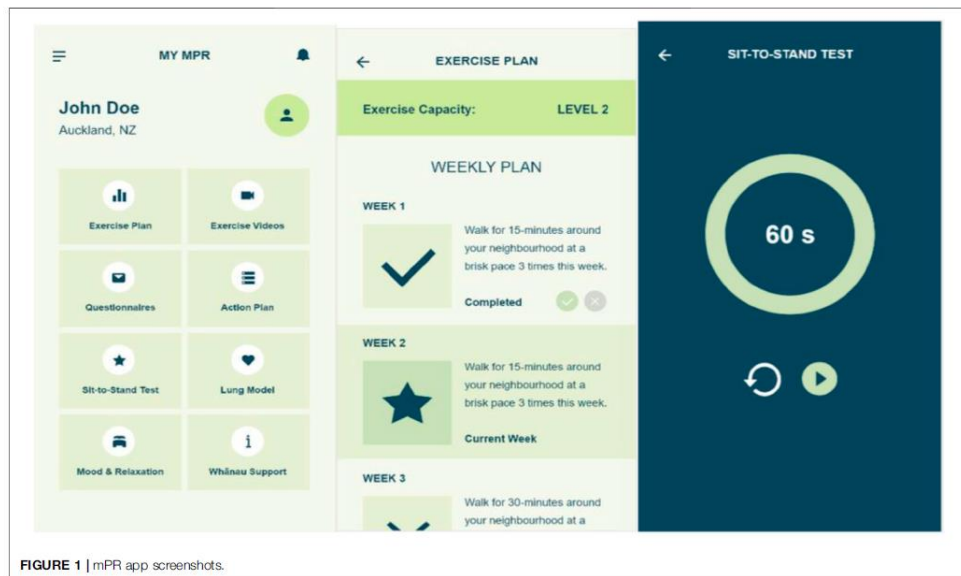 MY MPR
John Doe
Auckland, NZ
Exercise Plan
Exercise Videos
Questionnaires
Action Plan
Sit-to-Stand Test
Lung Model
Mood & Relaxation
Whānau Support
EXERCISE PLAN
Exercise Capacity: LEVEL 2
WEEKLY PLAN
WEEK 1
Walk for 15-minutes around
your neighbourhood at a
brisk pace 3 times this week.
Completed
WEEK 2
Walk for 15-minutes around
your neighbourhood at a
brisk pace 3 times this week.
Current Week
WEEK 3
Walk for 30-minutes around
your neighbourhood at a
SIT-TO-STAND TEST
60 s
FIGURE 1 | mPR app screenshots.